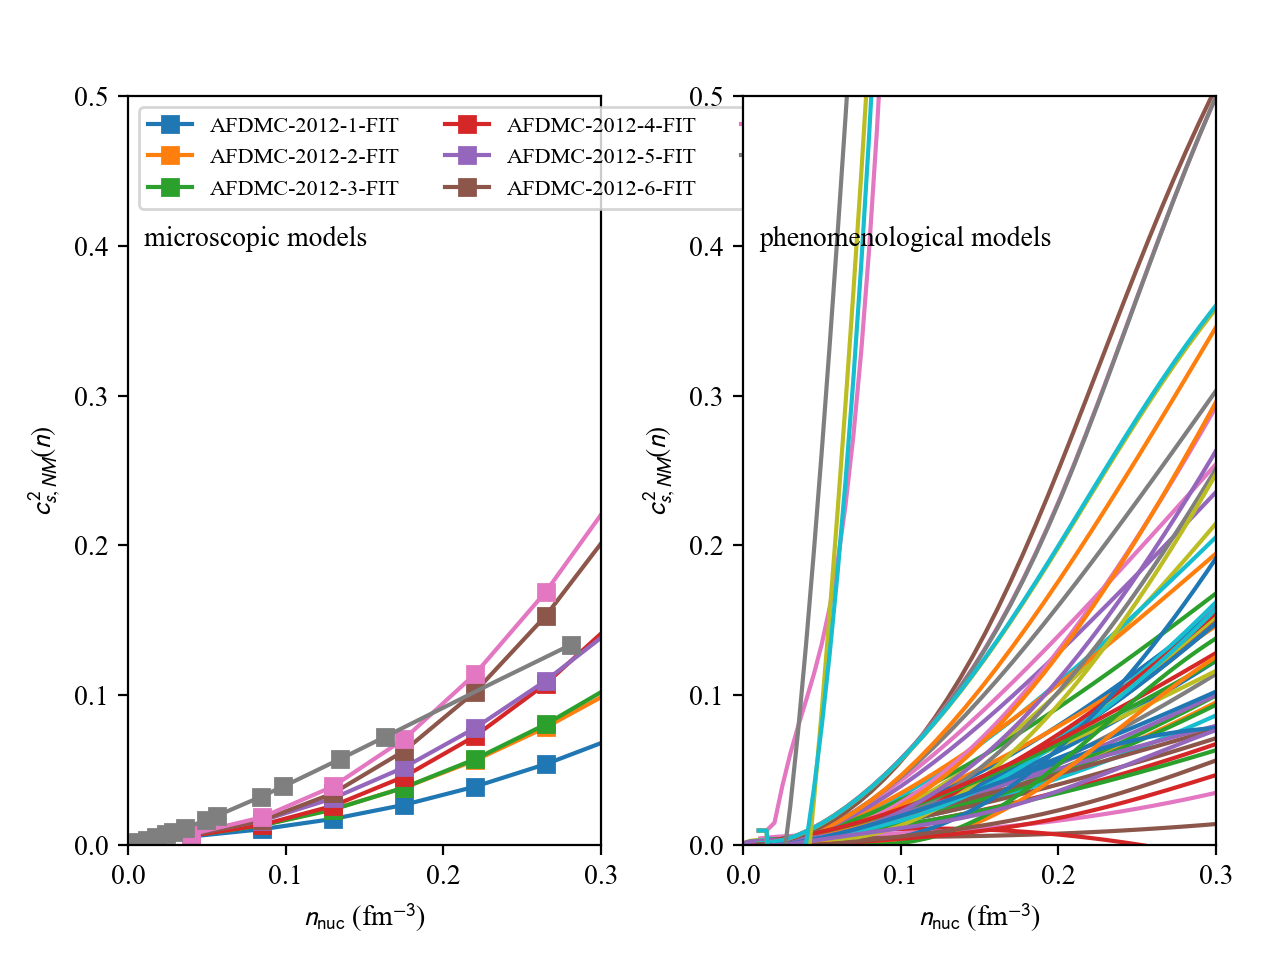 0.5
0.4
0.3
0.2
0.1
0.0
0.0 0.1 0.2 0.3
c²s, NM(n)
n_nuc (fm⁻³)
AFDMC-2012-1-FIT
AFDMC-2012-2-FIT
AFDMC-2012-3-FIT
AFDMC-2012-4-FIT
AFDMC-2012-5-FIT
AFDMC-2012-6-FIT
microscopic models
0.5
0.4
0.3
0.2
0.1
0.0
0.0 0.1 0.2 0.3
c²s, NM(n)
n_nuc (fm⁻³)
phenomenological models